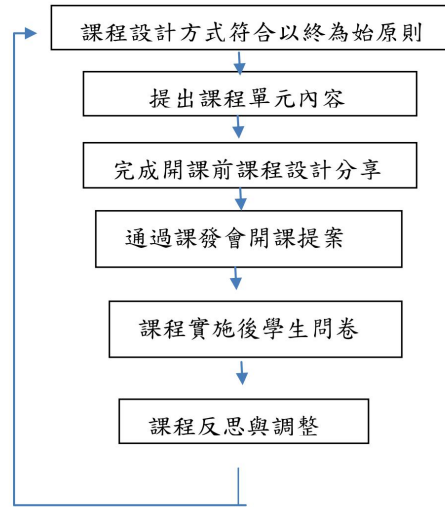 課程設計方式符合以終為始原則
提出課程單元內容
完成開課前課程設計分享
通過課發會開課提案
課程實施後學生問卷
課程反思與調整